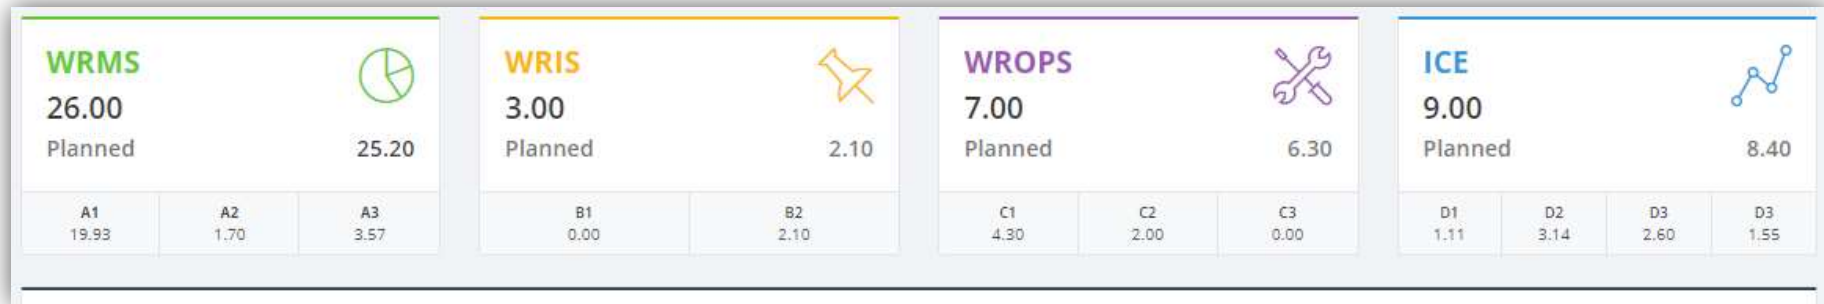 WRMS
26.00
Planned 25.20
A1 A2 A3
19.93 1.70 3.57
WRIS
3.00
Planned 2.10
B1 B2
0.00 2.10
WROPS
7.00
Planned 6.30
C1 C2 C3
4.30 2.00 0.00
ICE
9.00
Planned 8.40
D1 D2 D3 D3
1.11 3.14 2.60 1.55